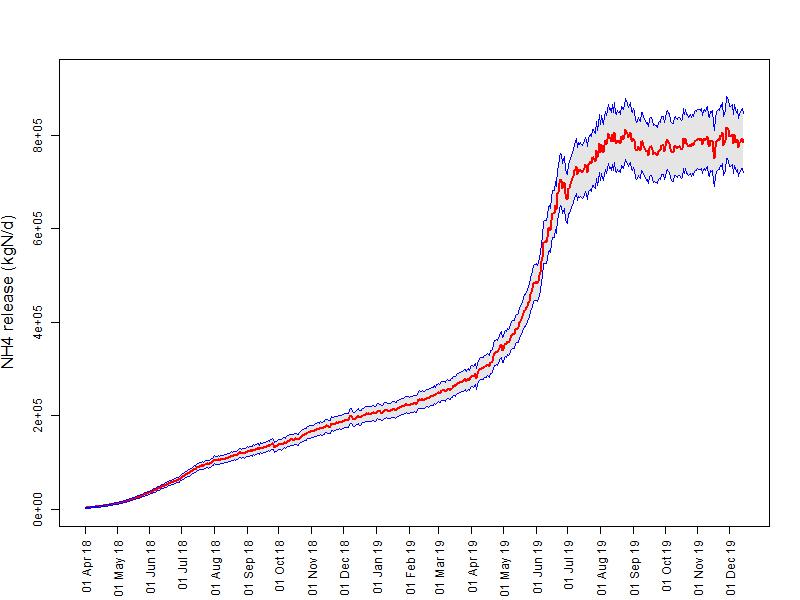 NH4 release (kgN/d)
8e+05
6e+05
4e+05
2e+05
0e+00
01 Apr 18
01 May 18
01 Jun 18
01 Jul 18
01 Aug 18
01 Sep 18
01 Oct 18
01 Nov 18
01 Dec 18
01 Jan 19
01 Feb 19
01 Mar 19
01 Apr 19
01 May 19
01 Jun 19
01 Jul 19
01 Aug 19
01 Sep 19
01 Oct 19
01 Nov 19
01 Dec 19